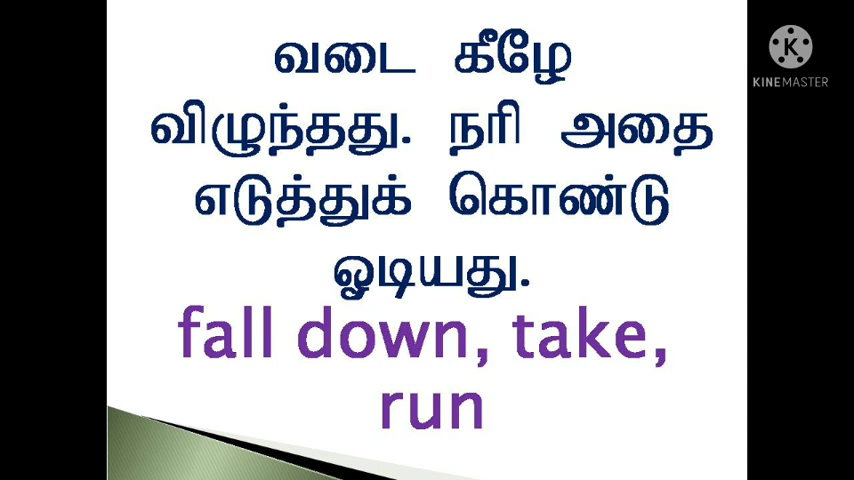 வடை கீழே
விழுந்தது. நரி அதை
எடுத்துக் கொண்டு
ஓடியது.
fall down, take,
run
K
KINEMASTER